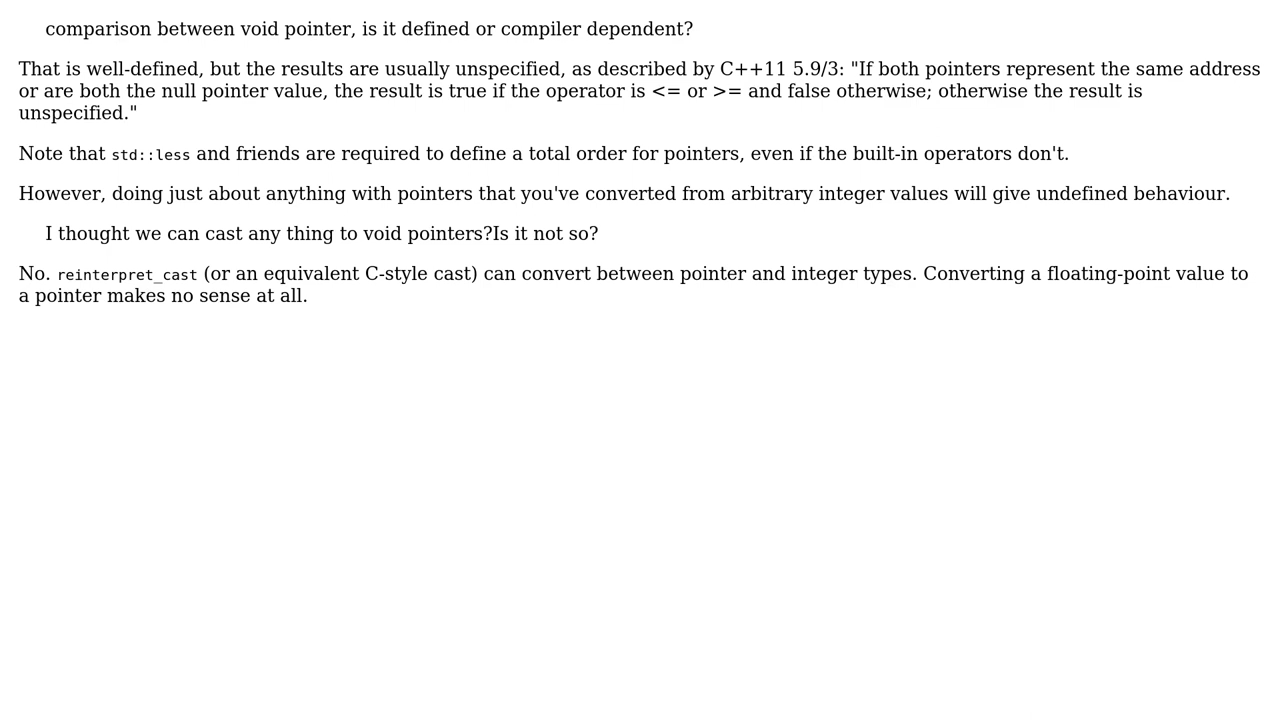 comparison between void pointer, is it defined or compiler dependent?
That is well-defined, but the results are usually unspecified, as described by C++11 5.9/3: "If both pointers represent the same address
or are both the null pointer value, the result is true if the operator is <= or >= and false otherwise; otherwise the result is
unspecified."
Note that std::less and friends are required to define a total order for pointers, even if the built-in operators don't.
However, doing just about anything with pointers that you've converted from arbitrary integer values will give undefined behaviour.
I thought we can cast any thing to void pointers?Is it not so?
No. reinterpret_cast (or an equivalent C-style cast) can convert between pointer and integer types. Converting a floating-point value to
a pointer makes no sense at all.